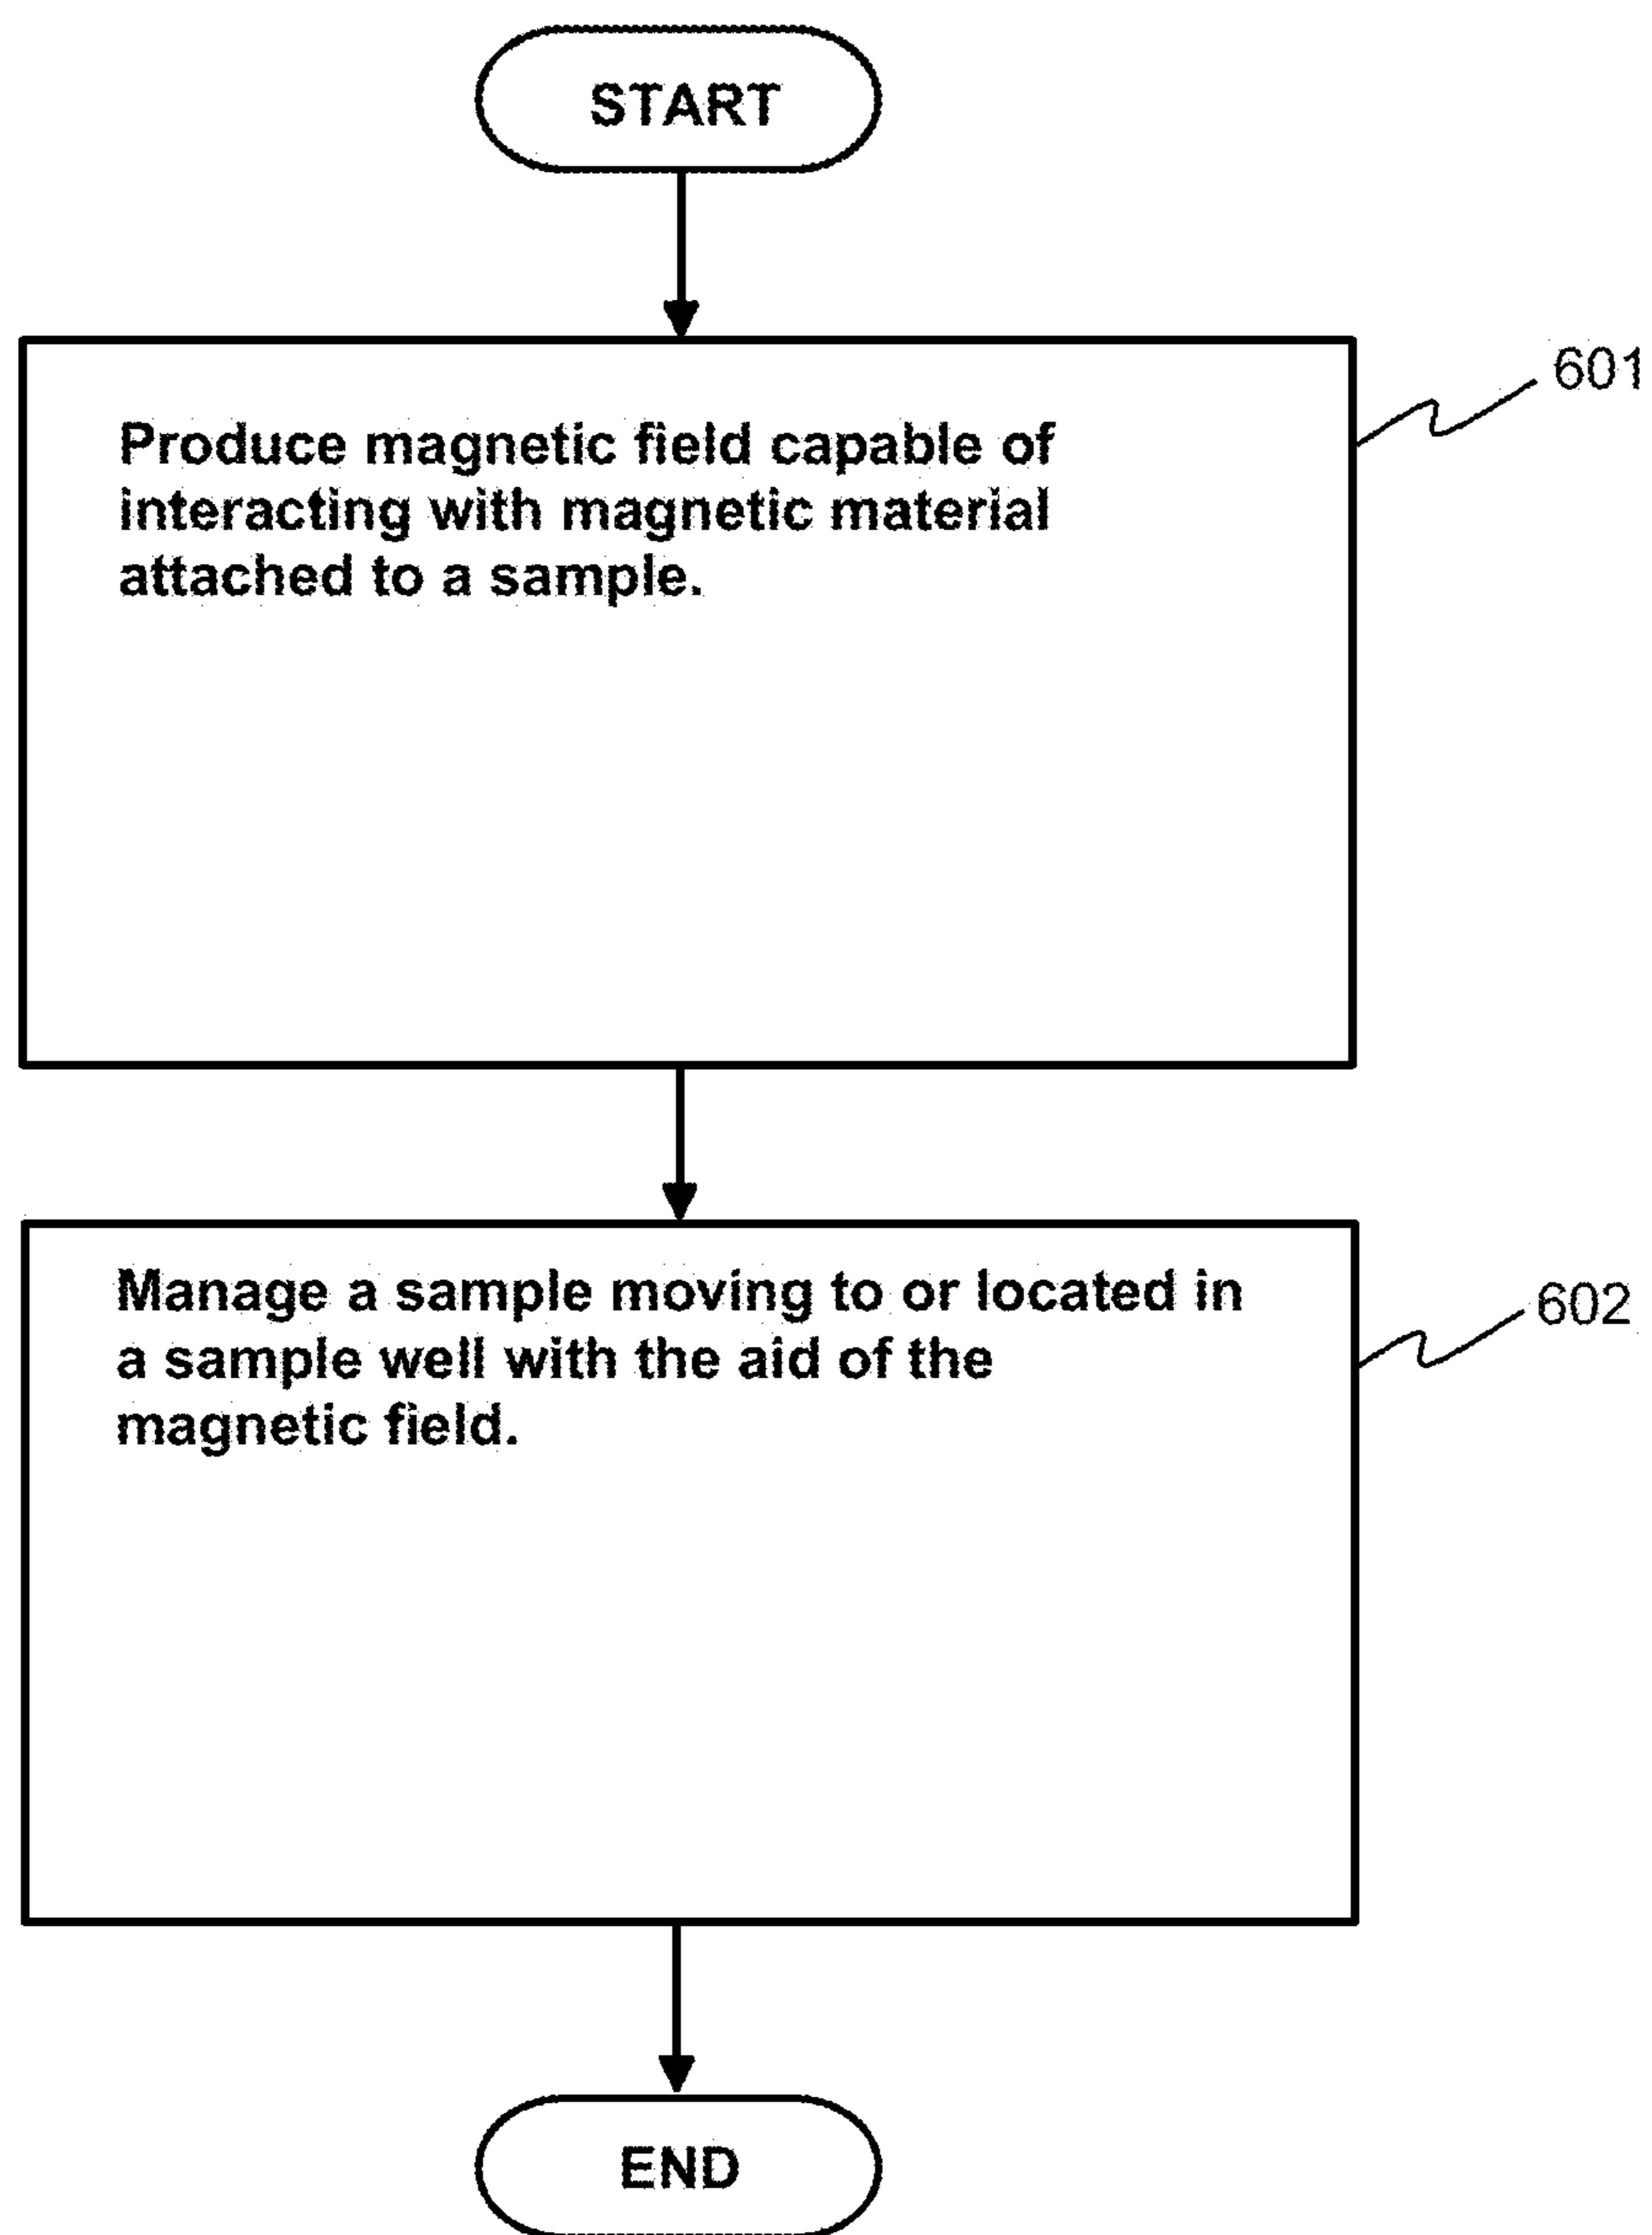 START
601
Produce magnetic field capable of
interacting with magnetic material
attached to a sample.
Manage a sample moving to or located in
602
a sample well with the aid of the
magnetic field.
END